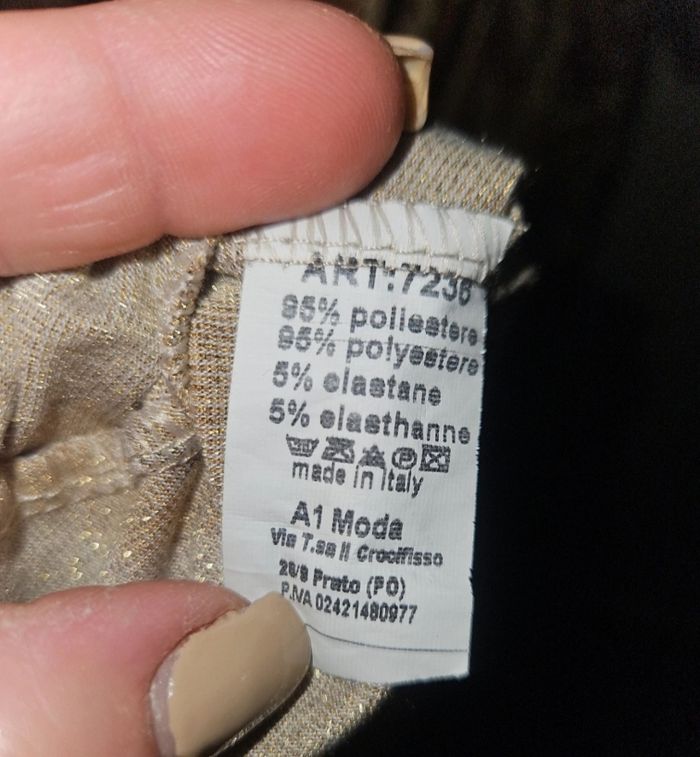 ART:7236
95% poliestere
95% polyestere
5% elastane
5% elasthanne
made in Italy
A1 Moda
Via T.sa Il Crocifisso
26/8 Prato (PO)
P.IVA 02421480977